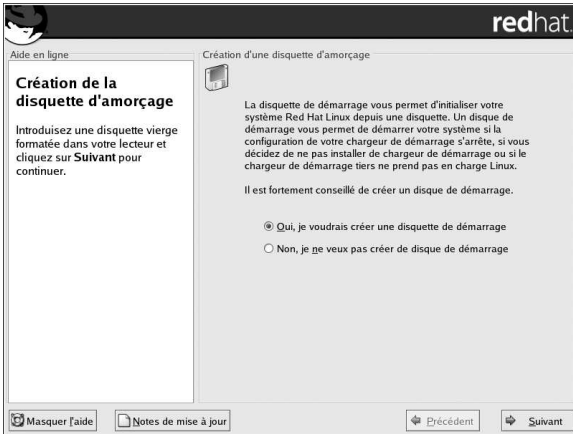 redhat.
Aide en ligne
Création de la
disquette d'amorçage
Introduisez une disquette vierge
formatée dans votre lecteur et
cliquez sur Suivant pour
continuer.
Création d'une disquette d'amorçage
La disquette de démarrage vous permet d'initialiser votre
système Red Hat Linux depuis une disquette. Un disque de
démarrage vous permet de démarrer votre système si la
configuration de votre chargeur de démarrage s'arrête, si vous
décidez de ne pas installer de chargeur de démarrage ou si le
chargeur de démarrage tiers ne prend pas en charge Linux.
Il est fortement conseillé de créer un disque de démarrage.
Oui, je voudrais créer une disquette de démarrage
Non, je ne veux pas créer de disque de démarrage
Masquer l'aide
Notes de mise à jour
Précédent
Suivant